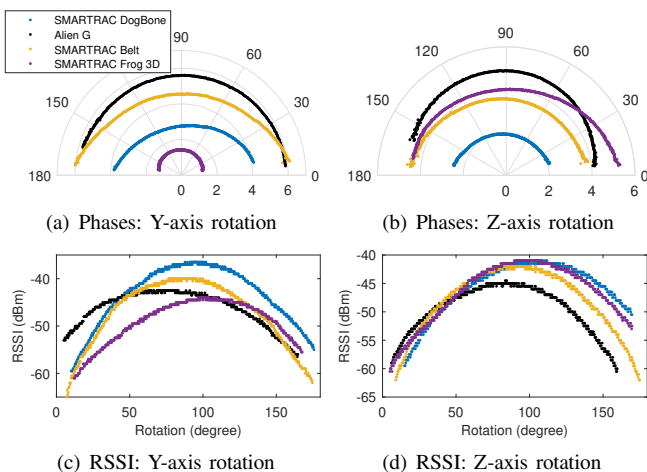 SMARTRAC DogBone
Alien G
SMARTRAC Belt
SMARTRAC Frog 3D
90
60
30
150
180
0
0 2 4 6
(a) Phases: Y-axis rotation
90
120
60
150
30
180
0
0 2 4 6
(b) Phases: Z-axis rotation
RSSI (dBm)
-40
-50
-60
0 50 100 150
Rotation (degree)
(c) RSSI: Y-axis rotation
RSSI (dBm)
-40
-45
-50
-55
-60
-65
0 50 100 150
Rotation (degree)
(d) RSSI: Z-axis rotation